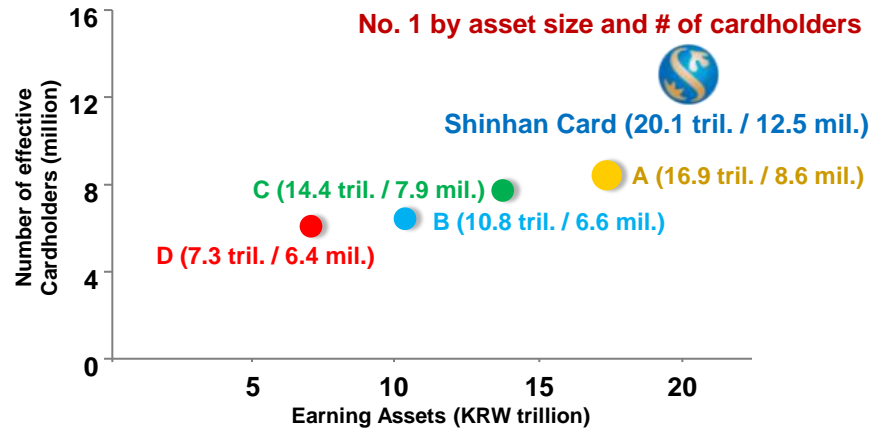 No. 1 by asset size and # of cardholders
Number of effective
Cardholders (million)
16
12
8
4
0
Shinhan Card (20.1 tril. / 12.5 mil.)
A (16.9 tril. / 8.6 mil.)
C (14.4 tril. / 7.9 mil.)
B (10.8 tril. / 6.6 mil.)
D (7.3 tril. / 6.4 mil.)
5
10
15
20
Earning Assets (KRW trillion)